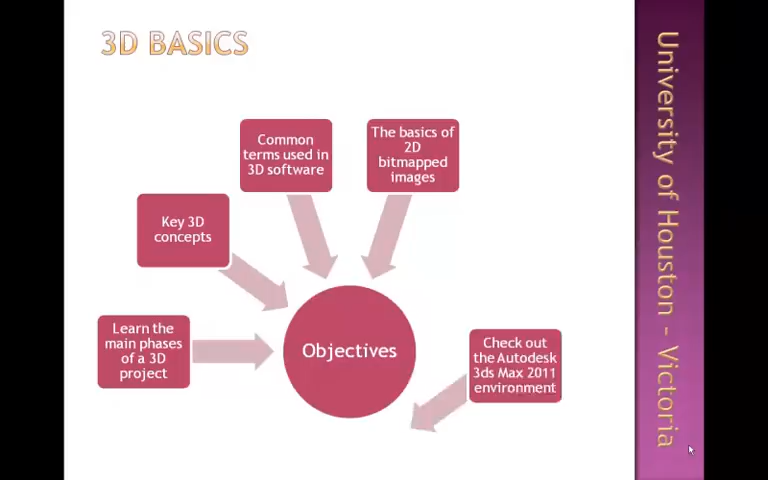 3D BASICS
Common
terms used in
3D software
The basics of
2D
bitmapped
images
Key 3D
concepts
Learn the
main phases
of a 3D
project
Objectives
Check out
the Autodesk
3ds Max 2011
environment
University of Houston - Victoria